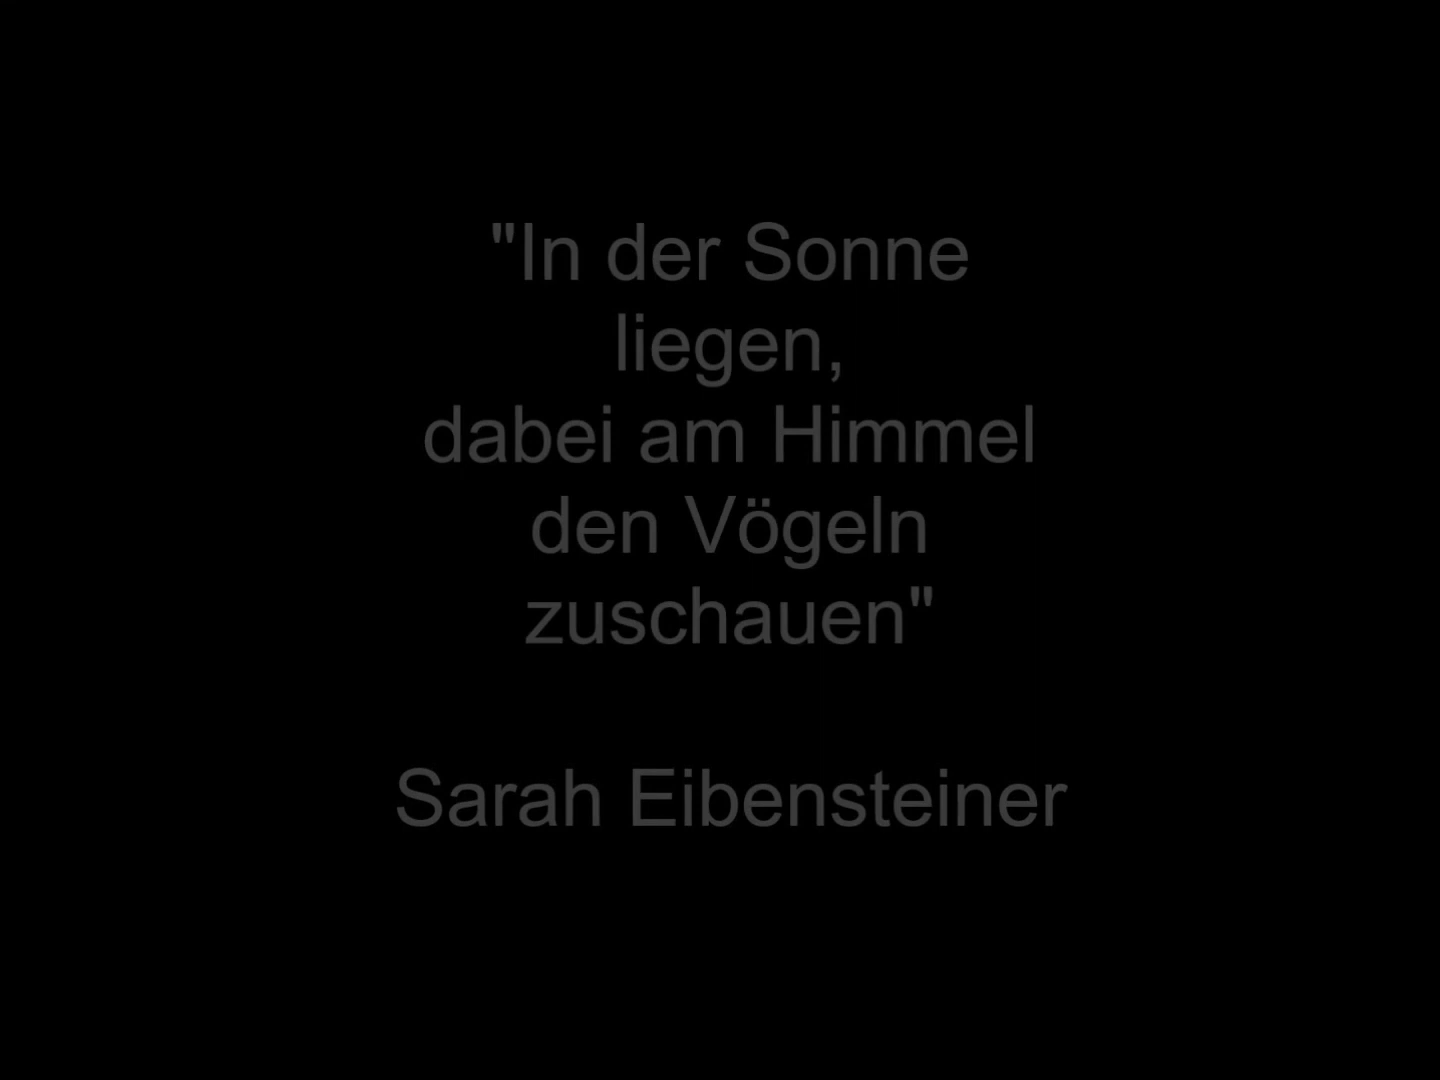 "In der Sonne
liegen,
dabei am Himmel
den Vögeln
zuschauen"
Sarah Eibensteiner